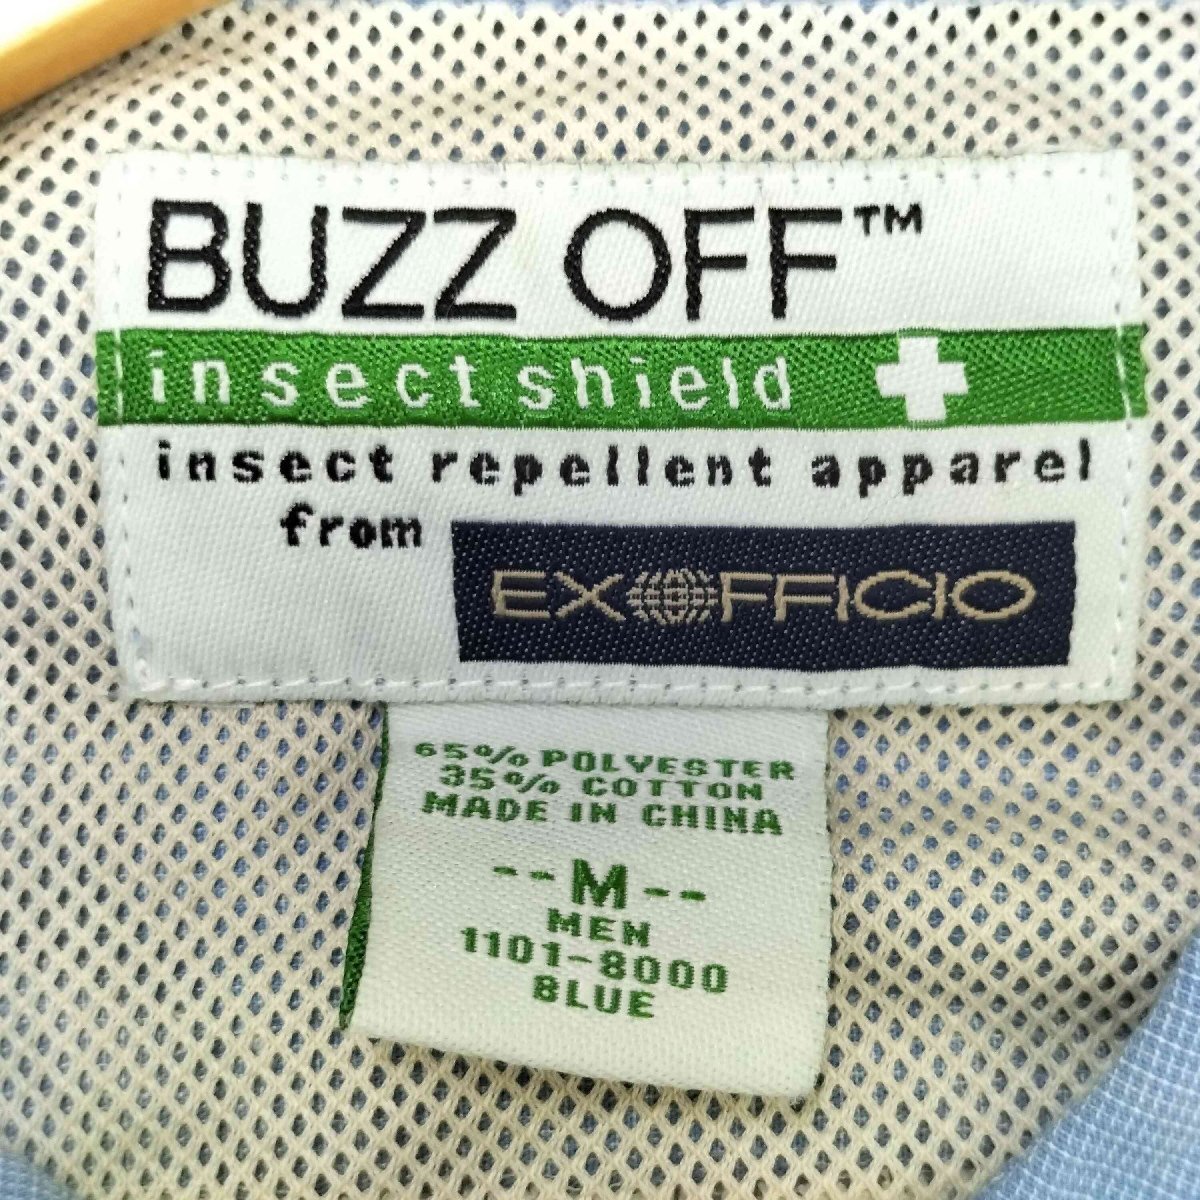 BUZZ OFF™
insect shield
insect repellent apparel
from EXOFFICIO
65% POLYESTER
35% COTTON
MADE IN CHINA
--M--
MEN
1101-8000
BLUE